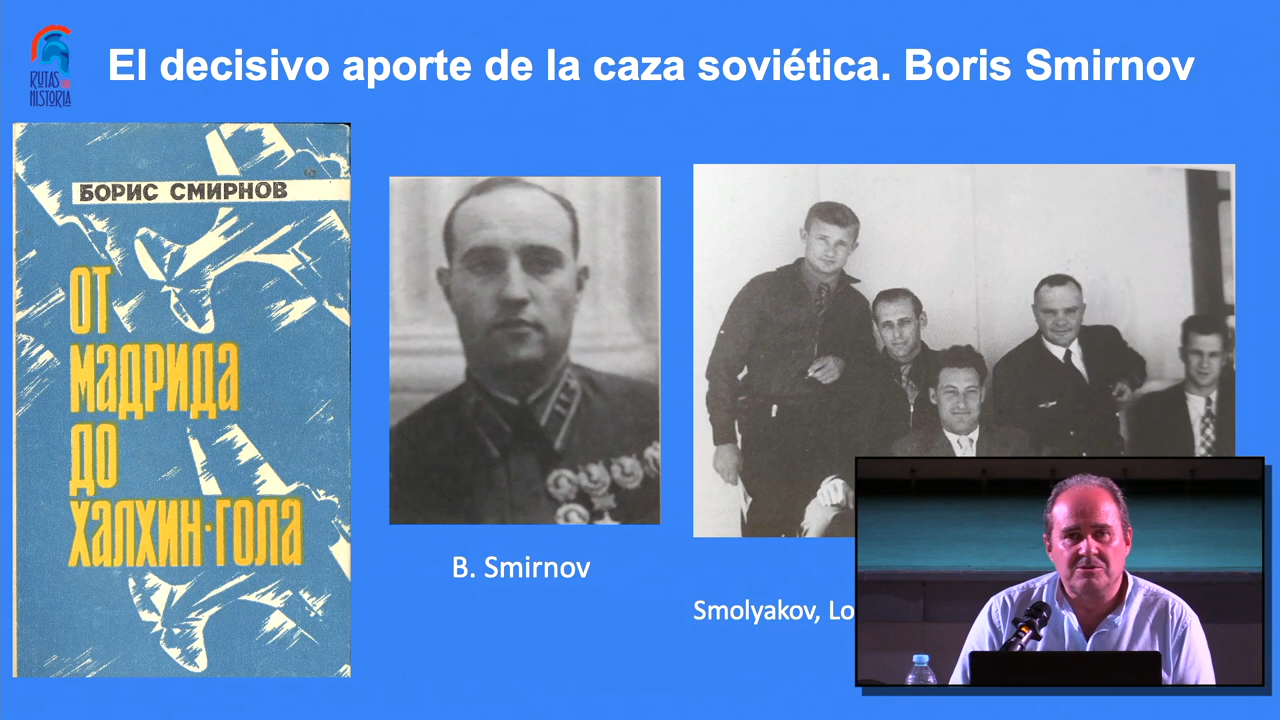 El decisivo aporte de la caza soviética. Boris Smirnov
RUTAS
HISTORIA
БОРИС СМИРНОВ
ОТ
МАДРИДА
ДО
ХАЛХИН-ГОЛА
B. Smirnov
Smolyakov, Lo